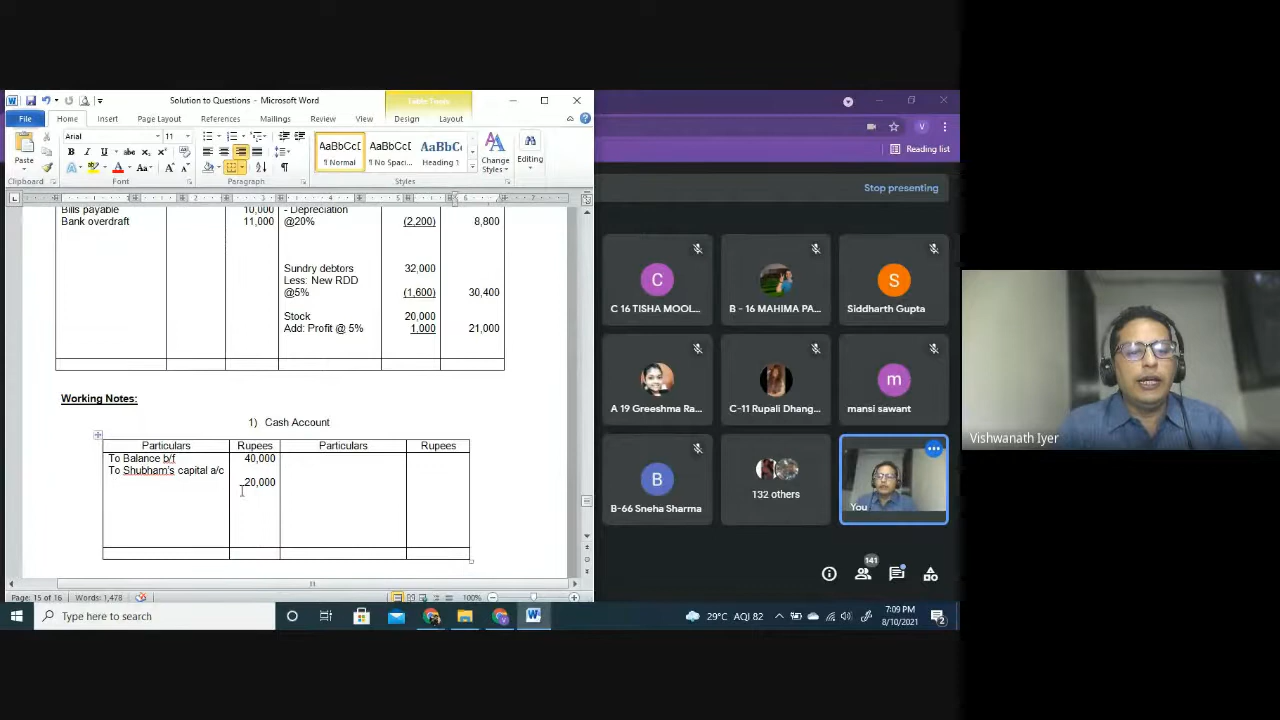 Solution to Questions - Microsoft Word
File Home Insert Page Layout References Mailings Review View Design Layout
Paste
Arial 11
AaBbCcI AaBbCcI AaBbCc
¶ Normal ¶ No Spaci... Heading 1
Change Styles
Editing
Clipboard Font Paragraph Styles
Bills payable 10,000 - Depreciation
Bank overdraft 11,000 @20% (2,200) 8,800
Sundry debtors 32,000
Less: New RDD
@5% (1,600) 30,400
Stock 20,000
Add: Profit @ 5% 1,000 21,000
Working Notes:
1) Cash Account
Particulars Rupees Particulars Rupees
To Balance b/f 40,000
To Shubham's capital a/c
20,000
Page: 15 of 16 Words: 1,478 100%
V
Reading list
Stop presenting
C
C 16 TISHA MOOL...
B - 16 MAHIMA PA...
S
Siddharth Gupta
A 19 Greeshma Ra...
C-11 Rupali Dhang...
m
mansi sawant
B
B-66 Sneha Sharma
132 others
You
141
Vishwanath Iyer
Type here to search
29°C AQI 82
7:09 PM
8/10/2021
2